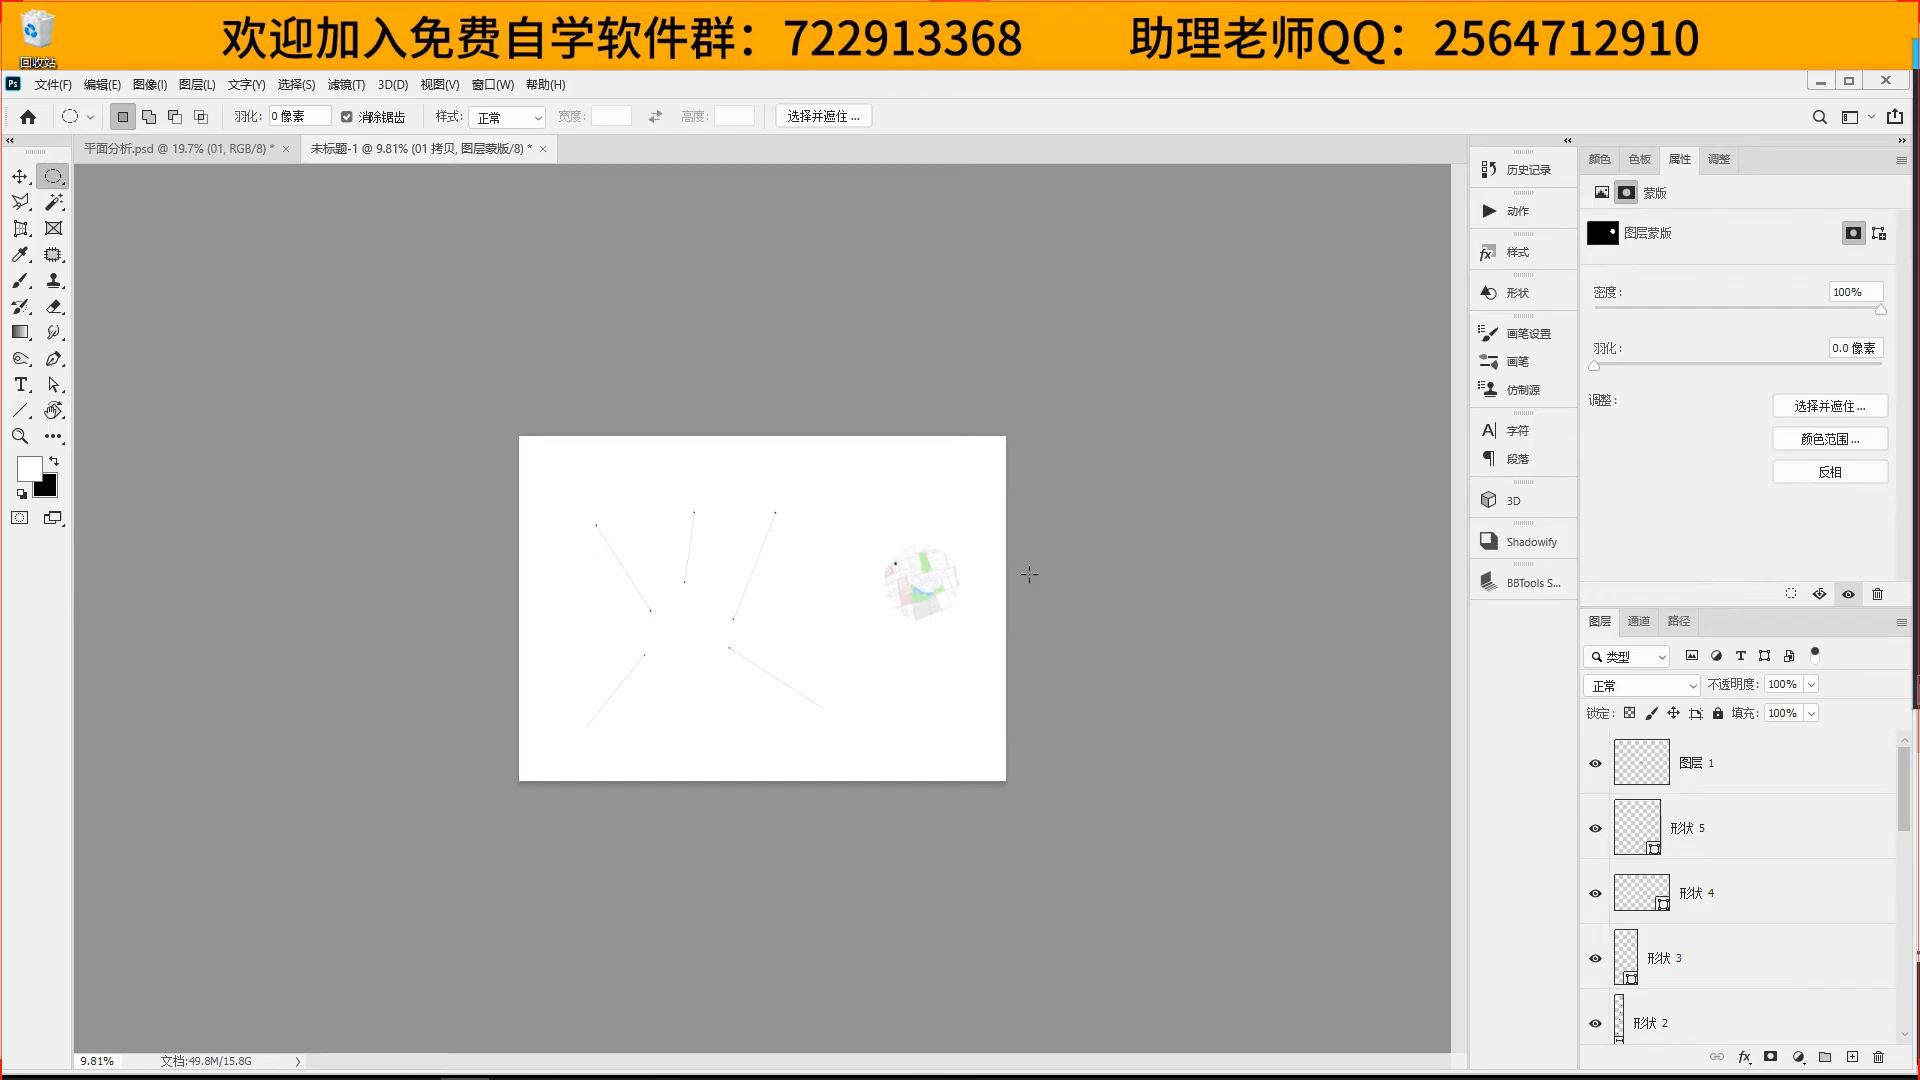 欢迎加入免费自学软件群：722913368 助理老师QQ：2564712910
回收站
Ps 文件(F) 编辑(E) 图像(I) 图层(L) 文字(Y) 选择(S) 滤镜(T) 3D(D) 视图(V) 窗口(W) 帮助(H)
羽化: 0 像素 消除锯齿 样式: 正常 宽度: 高度: 选择并遮住 ...
平面分析.psd @ 19.7% (01, RGB/8) * × 未标题-1 @ 9.81% (01 拷贝, 图层蒙版/8) * ×
历史记录
动作
样式
形状
画笔设置
画笔
仿制源
字符
段落
3D
Shadowify
BBTools S...
颜色 色板 属性 调整
蒙版
图层蒙版
密度: 100%
羽化: 0.0 像素
调整:
选择并遮住 ...
颜色范围 ...
反相
图层 通道 路径
类型
正常 不透明度: 100%
锁定: 填充: 100%
图层 1
形状 5
形状 4
形状 3
形状 2
9.81% 文档:49.8M/15.8G